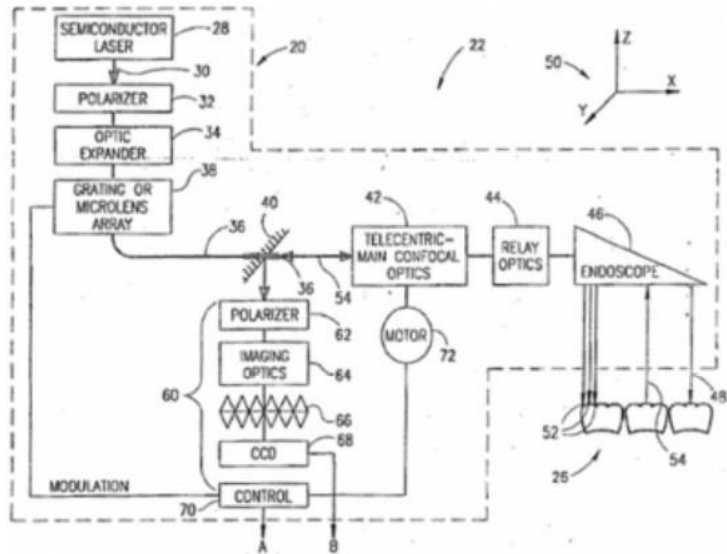 SEMICONDUCTOR
LASER
28
20
22
50
Z
X
Y
30
POLARIZER
32
OPTIC
EXPANDER
34
38
GRATING OR
MICROLENS
ARRAY
36
40
36
54
42
TELECENTRIC-
MAIN CONFOCAL
OPTICS
44
RELAY
OPTICS
46
ENDOSCOPE
POLARIZER
62
MOTOR
72
IMAGING
OPTICS
64
60
66
68
CCD
52
48
54
26
MODULATION
CONTROL
70
A
B